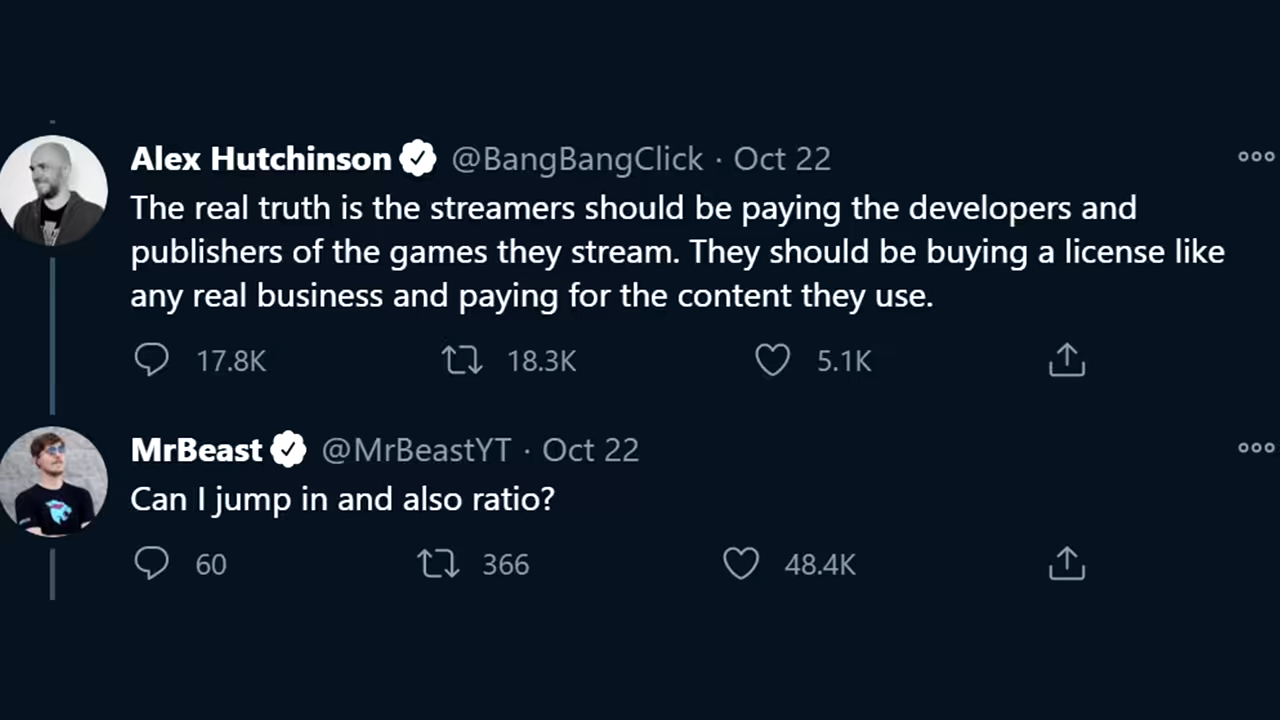 Alex Hutchinson @BangBangClick · Oct 22
The real truth is the streamers should be paying the developers and
publishers of the games they stream. They should be buying a license like
any real business and paying for the content they use.
17.8K 18.3K 5.1K
MrBeast @MrBeastYT · Oct 22
Can I jump in and also ratio?
60 366 48.4K